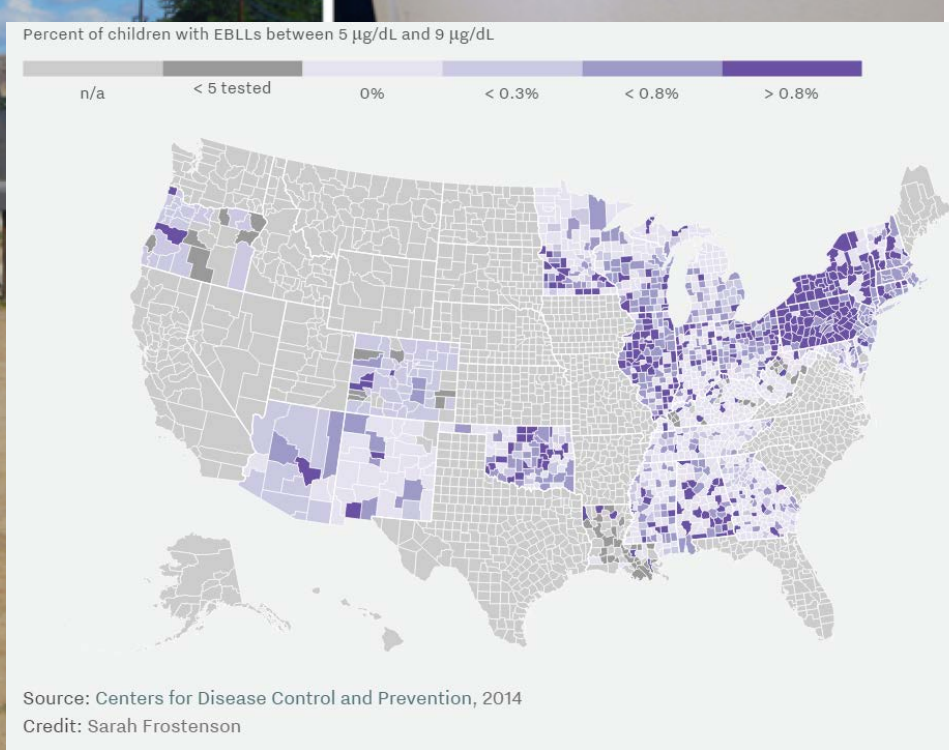 Percent of children with EBLLs between 5 µg/dL and 9 µg/dL
n/a
< 5 tested
0%
< 0.3%
< 0.8%
> 0.8%
Source: Centers for Disease Control and Prevention, 2014
Credit: Sarah Frostenson